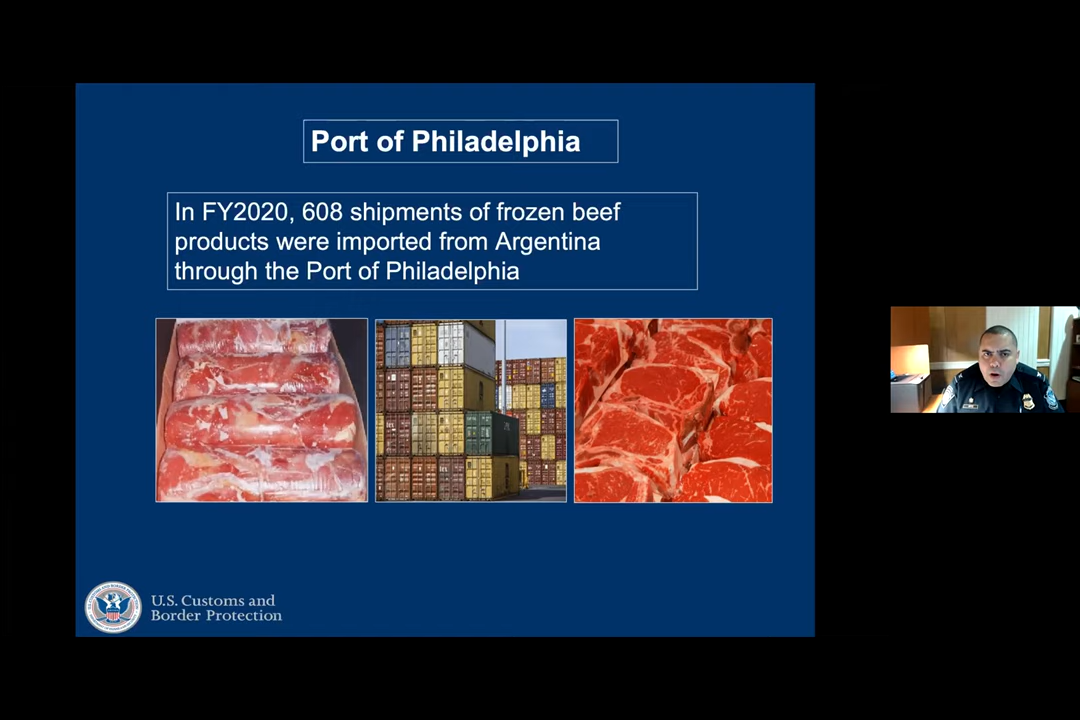 Port of Philadelphia
In FY2020, 608 shipments of frozen beef
products were imported from Argentina
through the Port of Philadelphia
U.S. Customs and
Border Protection